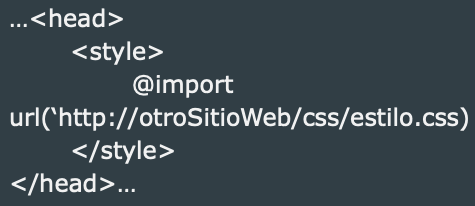 …<head>
<style>
@import
url(‘http://otroSitioWeb/css/estilo.css)
</style>
</head>…